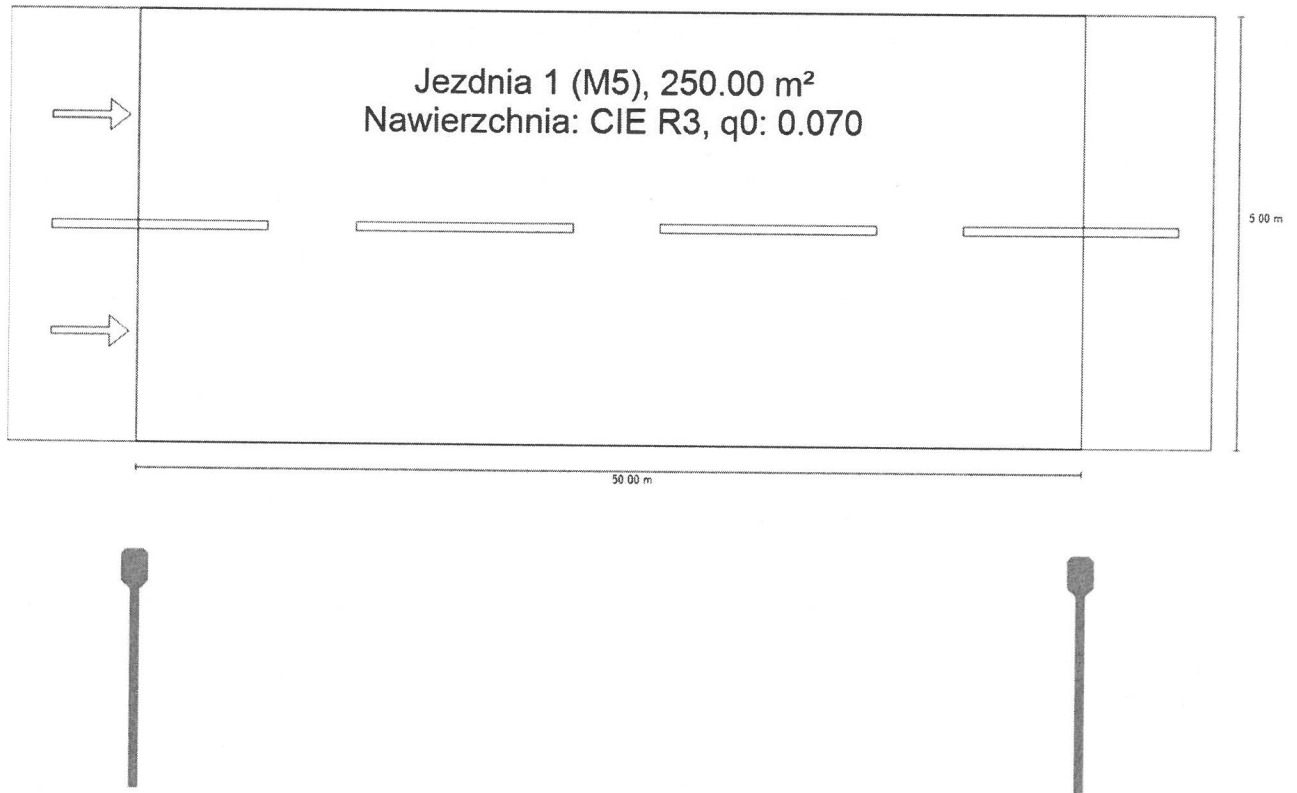 Jezdnia 1 (M5), 250.00 m²
Nawierzchnia: CIE R3, q0: 0.070
5.00 m
50.00 m